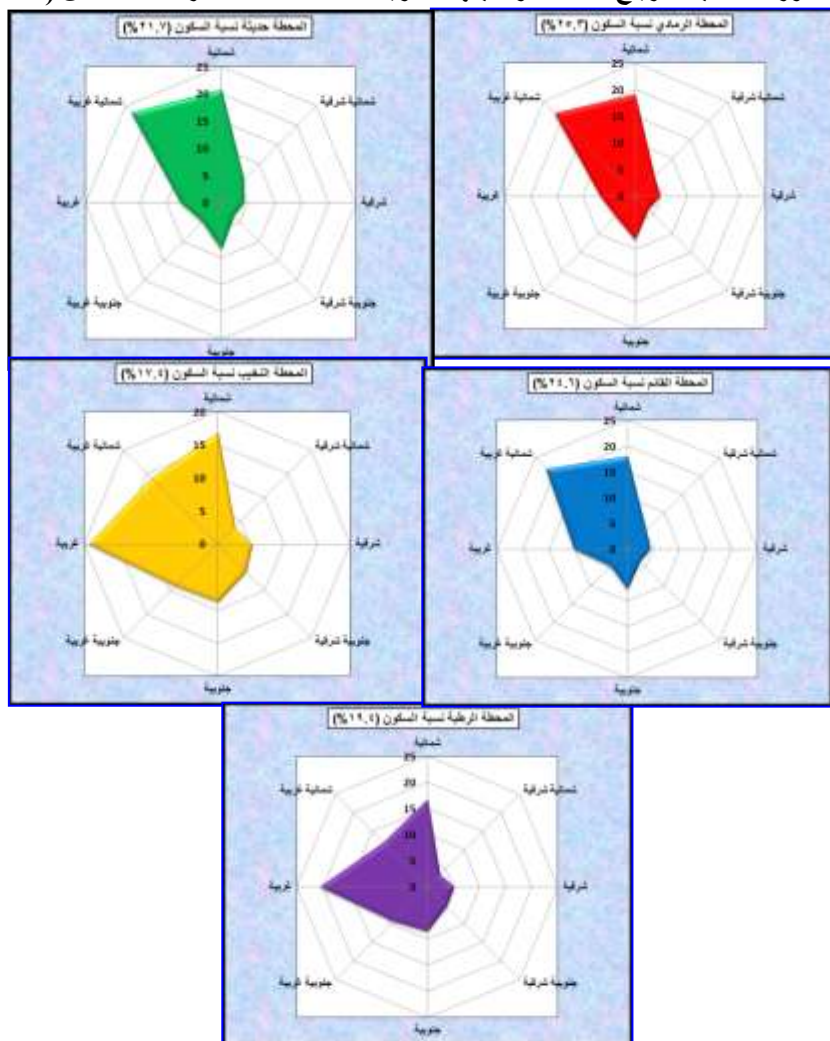 المحطة الرمادي نسبة السكون (٢٥,٣%)
شمالية
25
شمالية غربية
شمالية شرقية
20
15
10
5
غربية
0
شرقية
جنوبية غربية
جنوبية شرقية
جنوبية
المحطة حديثة نسبة السكون (٢١,٧%)
شمالية
25
شمالية غربية
شمالية شرقية
20
15
10
5
غربية
0
شرقية
جنوبية غربية
جنوبية شرقية
جنوبية
المحطة القائم نسبة السكون (٢٤,٦%)
شمالية
25
شمالية غربية
شمالية شرقية
20
15
10
5
غربية
0
شرقية
جنوبية غربية
جنوبية شرقية
جنوبية
المحطة النخيب نسبة السكون (١٧,٤%)
شمالية
20
شمالية غربية
شمالية شرقية
15
10
5
غربية
0
شرقية
جنوبية غربية
جنوبية شرقية
جنوبية
المحطة الرطبة نسبة السكون (١٩,٤%)
شمالية
25
شمالية غربية
شمالية شرقية
20
15
10
5
غربية
0
شرقية
جنوبية غربية
جنوبية شرقية
جنوبية